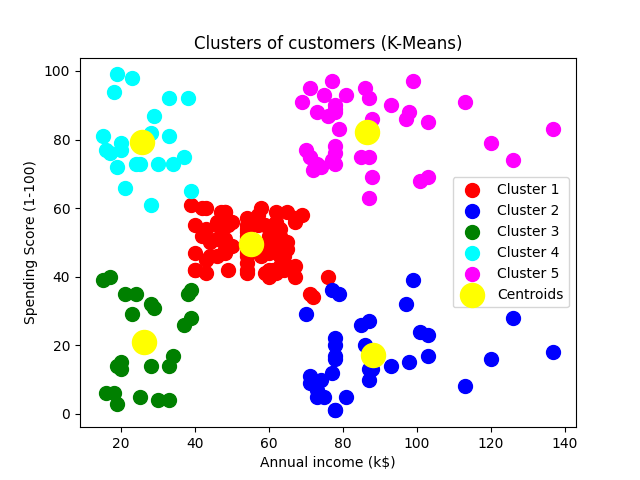 Clusters of customers (K-Means)
100
80
60
40
20
0
Spending Score (1-100)
Cluster 1
Cluster 2
Cluster 3
Cluster 4
Cluster 5
Centroids
20 40 60 80 100 120 140
Annual income (k$)